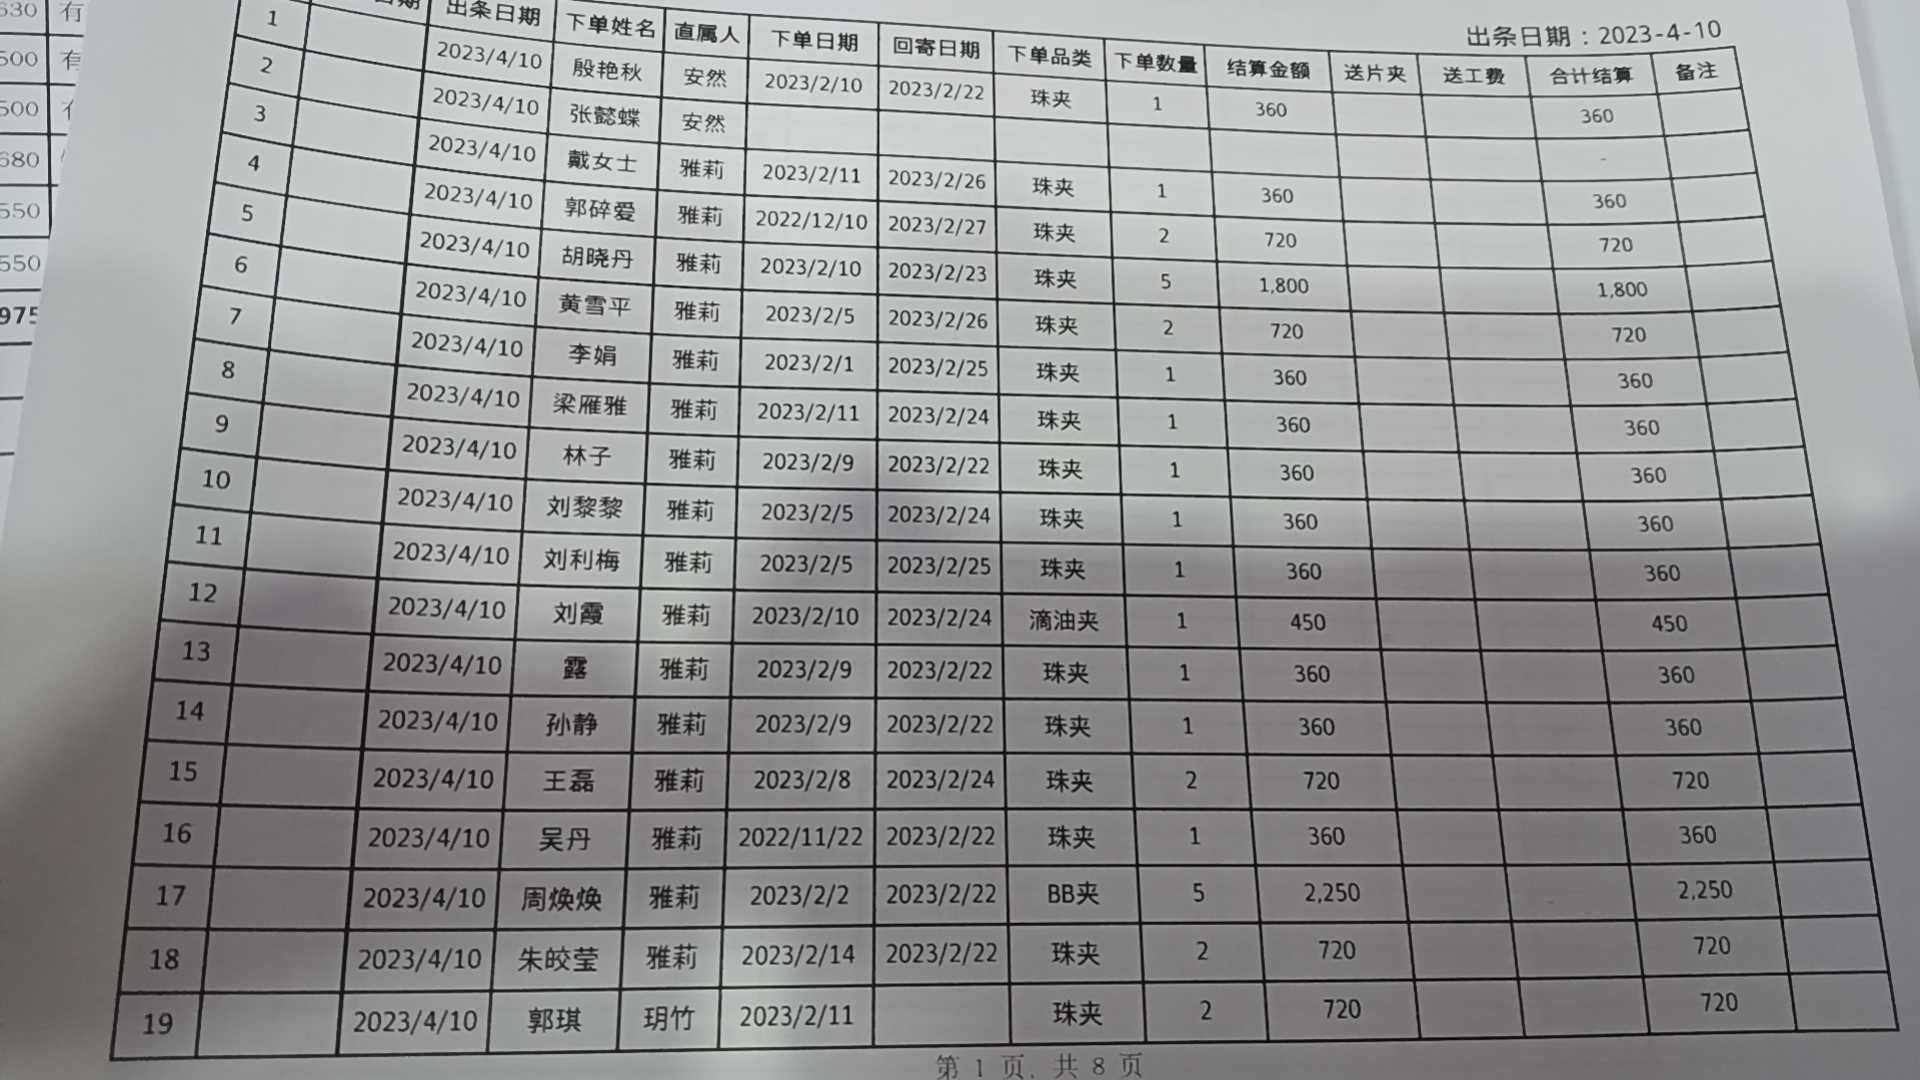 出条日期：2023-4-10
出条日期 下单姓名 直属人 下单日期 回寄日期 下单品类 下单数量 结算金额 送片夹 送工费 合计结算 备注
1 2023/4/10 殷艳秋 安然 2023/2/10 2023/2/22 珠夹 1 360 360
2 2023/4/10 张懿蝶 安然 -
3 2023/4/10 戴女士 雅莉 2023/2/11 2023/2/26 珠夹 1 360 360
4 2023/4/10 郭碎爱 雅莉 2022/12/10 2023/2/27 珠夹 2 720 720
5 2023/4/10 胡晓丹 雅莉 2023/2/10 2023/2/23 珠夹 5 1,800 1,800
6 2023/4/10 黄雪平 雅莉 2023/2/5 2023/2/26 珠夹 2 720 720
7 2023/4/10 李娟 雅莉 2023/2/1 2023/2/25 珠夹 1 360 360
8 2023/4/10 梁雁雅 雅莉 2023/2/11 2023/2/24 珠夹 1 360 360
9 2023/4/10 林子 雅莉 2023/2/9 2023/2/22 珠夹 1 360 360
10 2023/4/10 刘黎黎 雅莉 2023/2/5 2023/2/24 珠夹 1 360 360
11 2023/4/10 刘利梅 雅莉 2023/2/5 2023/2/25 珠夹 1 360 360
12 2023/4/10 刘霞 雅莉 2023/2/10 2023/2/24 滴油夹 1 450 450
13 2023/4/10 露 雅莉 2023/2/9 2023/2/22 珠夹 1 360 360
14 2023/4/10 孙静 雅莉 2023/2/9 2023/2/22 珠夹 1 360 360
15 2023/4/10 王磊 雅莉 2023/2/8 2023/2/24 珠夹 2 720 720
16 2023/4/10 吴丹 雅莉 2022/11/22 2023/2/22 珠夹 1 360 360
17 2023/4/10 周焕焕 雅莉 2023/2/2 2023/2/22 BB夹 5 2,250 2,250
18 2023/4/10 朱皎莹 雅莉 2023/2/14 2023/2/22 珠夹 2 720 720
19 2023/4/10 郭琪 玥竹 2023/2/11 珠夹 2 720 720
第 1 页, 共 8 页